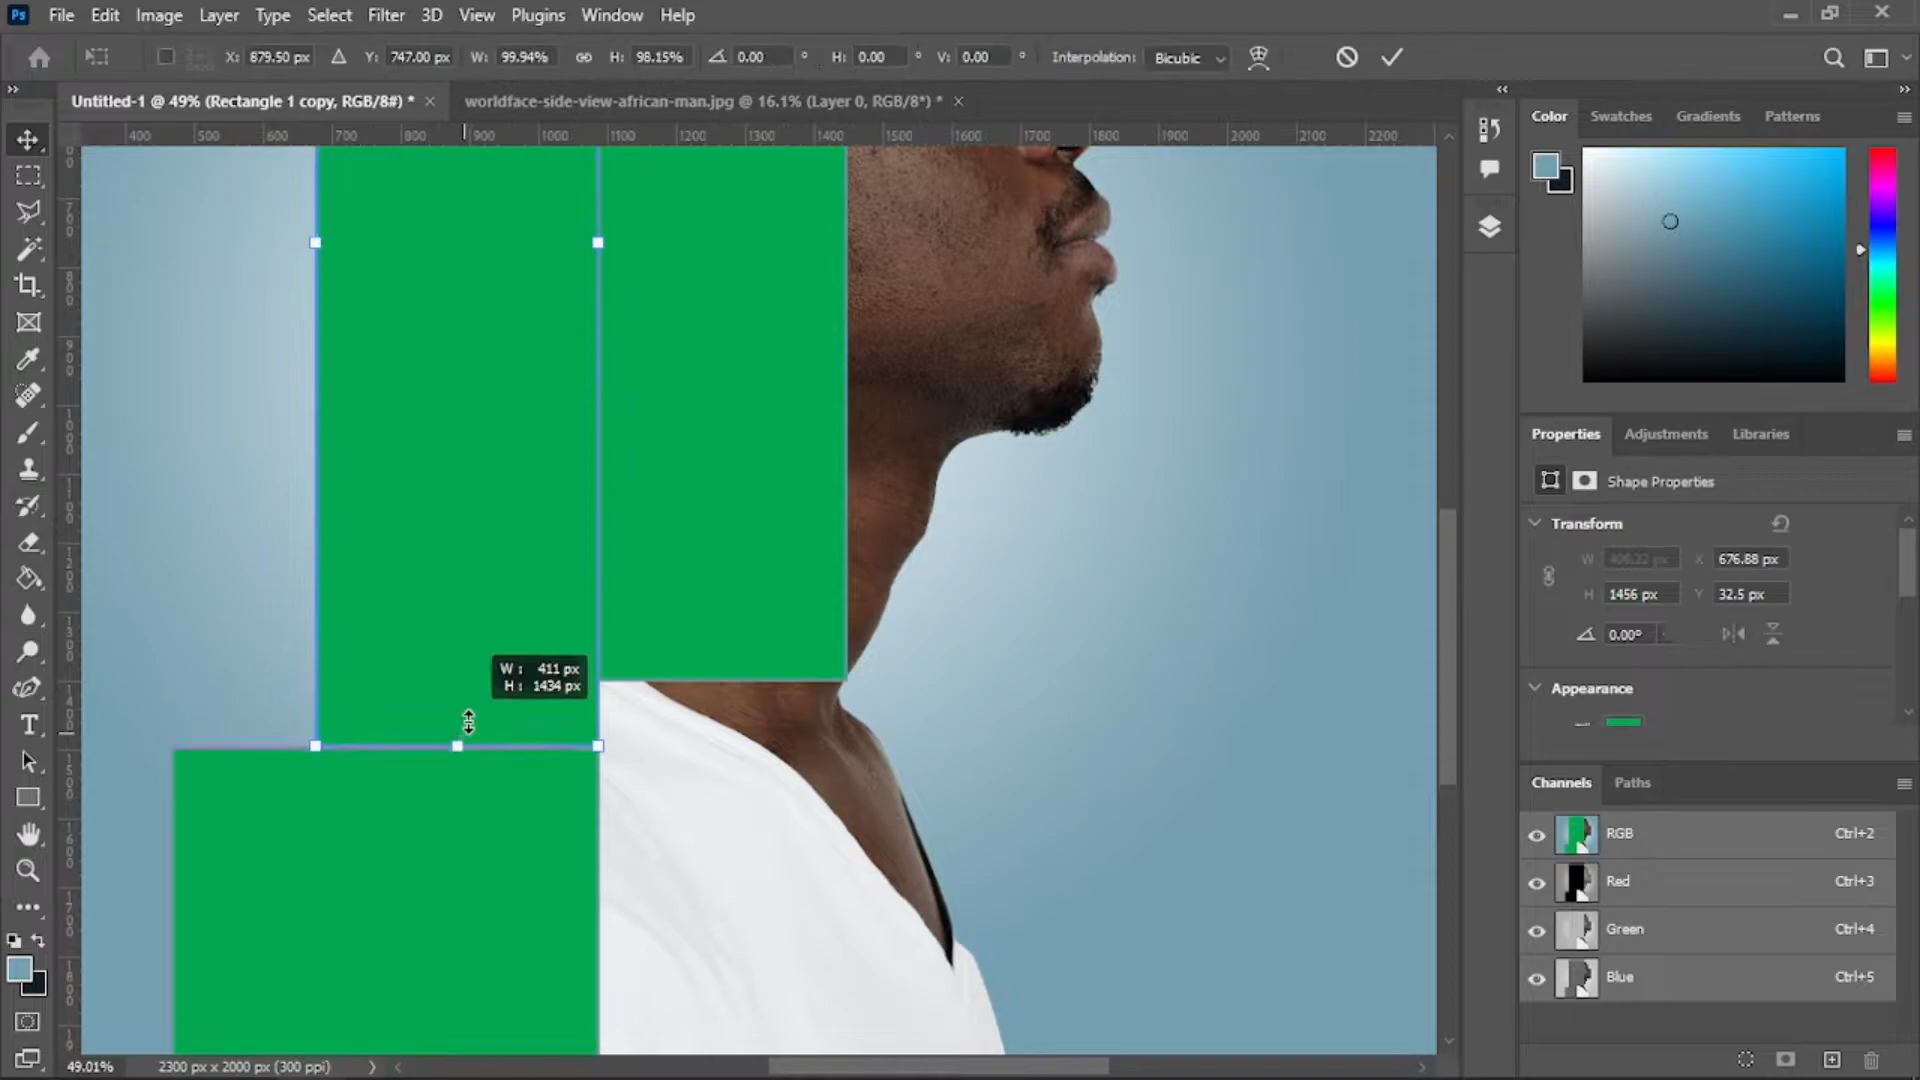 Ps File Edit Image Layer Type Select Filter 3D View Plugins Window Help
X: 879.50 px Y: 747.00 px W: 99.94% H: 98.15% 0.00 ° H: 0.00 ° V: 0.00 ° Interpolation: Bicubic
Untitled-1 @ 49% (Rectangle 1 copy, RGB/8#) * × worldface-side-view-african-man.jpg @ 16.1% (Layer 0, RGB/8*) * ×
400 500 600 700 800 900 1000 1100 1200 1300 1400 1500 1600 1700 1800 1900 2000 2100 2200
Color Swatches Gradients Patterns
Properties Adjustments Libraries
Shape Properties
Transform
W X 676.88 px
H 1456 px Y 32.5 px
0.00°
Appearance
W : 411 px
H : 1434 px
Channels Paths
RGB Ctrl+2
Red Ctrl+3
Green Ctrl+4
Blue Ctrl+5
49.01% 2300 px x 2000 px (300 ppi)